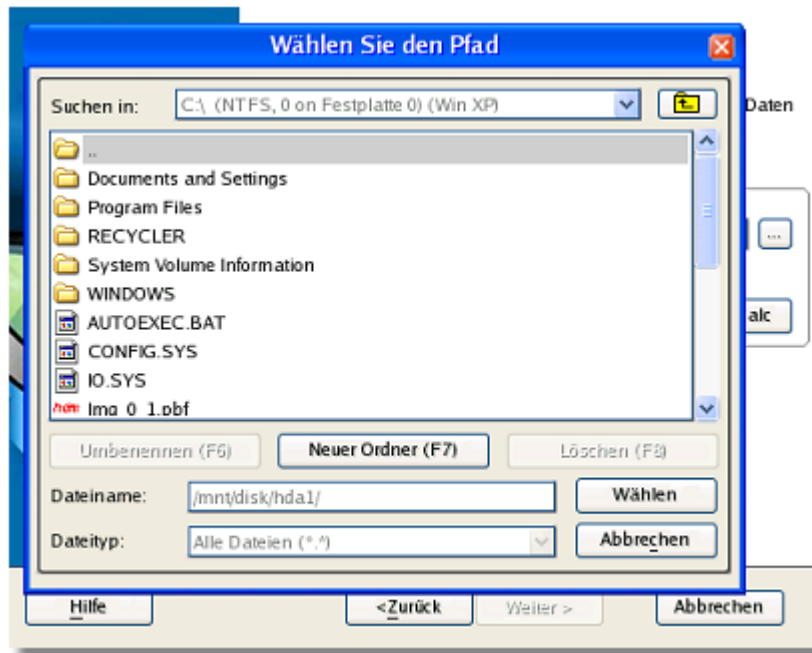 Wählen Sie den Pfad
Suchen in: C:\ (NTFS, 0 on Festplatte 0) (Win XP)
Daten
..
Documents and Settings
Program Files
RECYCLER
System Volume Information
...
WINDOWS
AUTOEXEC.BAT
alc
CONFIG.SYS
IO.SYS
Img_0_1.pbf
Umbenennen (F6) Neuer Ordner (F7) Löschen (F8)
Dateiname: /mnt/disk/hda1/ Wählen
Dateityp: Alle Dateien (*.*) Abbrechen
Hilfe <Zurück Weiter > Abbrechen